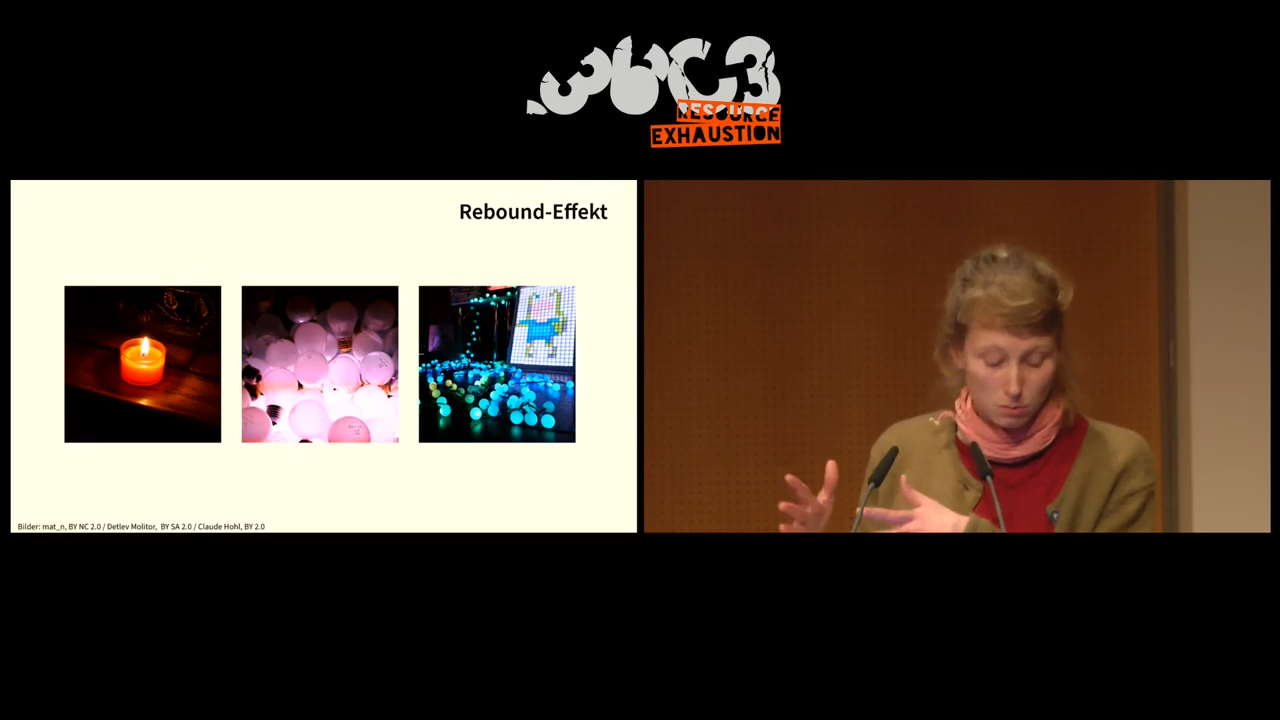 36C3
RESOURCE
EXHAUSTION
Rebound-Effekt
Bilder: mat_n, BY NC 2.0 / Detlev Molitor, BY SA 2.0 / Claude Hohl, BY 2.0